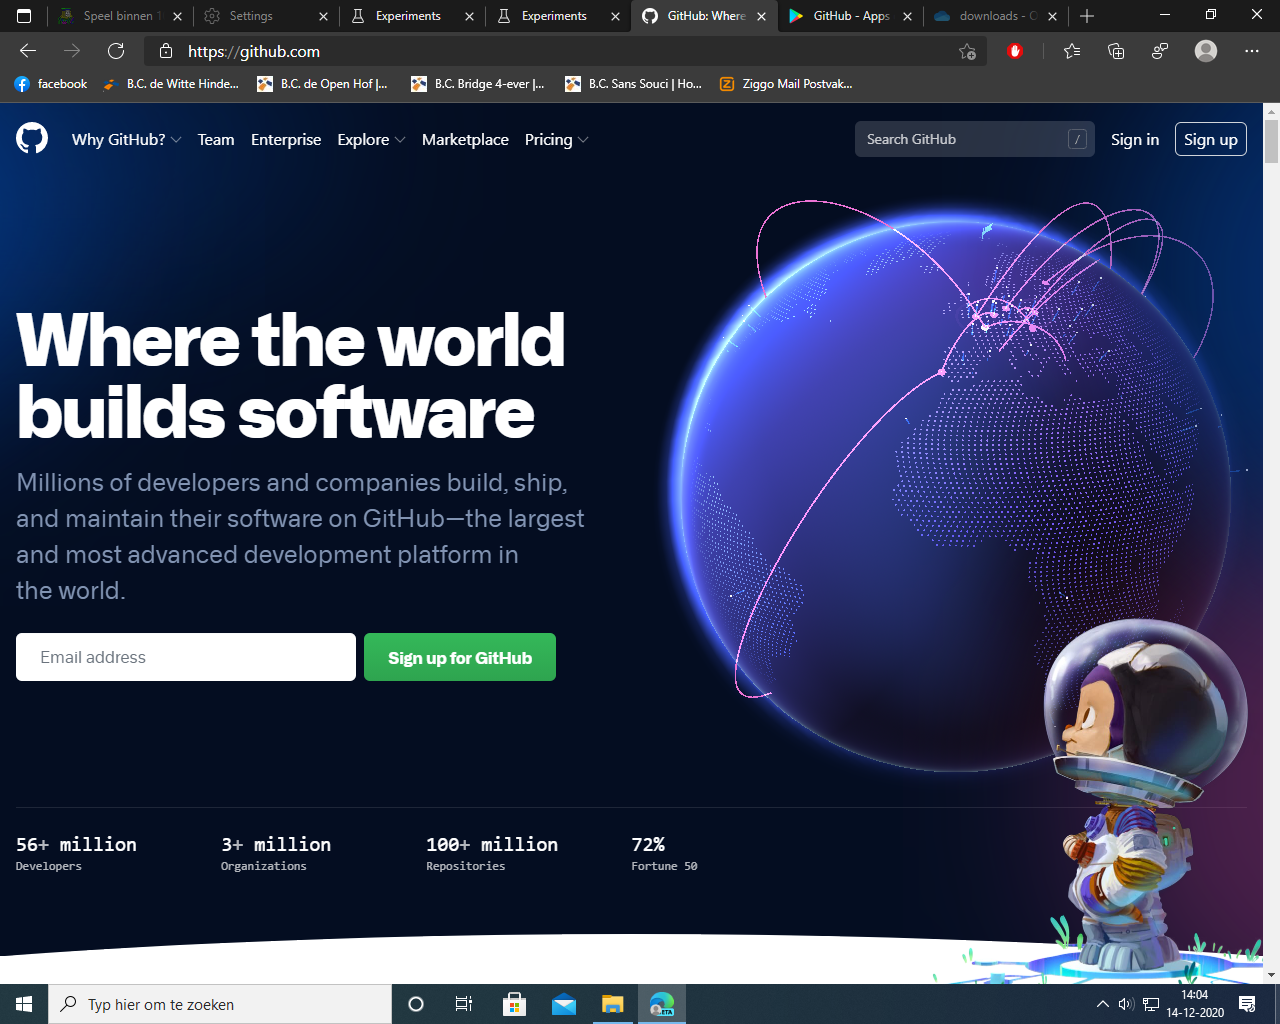 Speel binnen
Settings
Experiments
Experiments
GitHub: Where
GitHub - Apps
downloads -
https://github.com
facebook
B.C. de Witte Hinde...
B.C. de Open Hof |...
B.C. Bridge 4-ever |...
B.C. Sans Souci | Ho...
Ziggo Mail Postvak...
Why GitHub?
Team
Enterprise
Explore
Marketplace
Pricing
Search GitHub
/
Sign in
Sign up
Where the world
builds software
Millions of developers and companies build, ship,
and maintain their software on GitHub—the largest
and most advanced development platform in
the world.
Email address
Sign up for GitHub
56+ million
Developers
3+ million
Organizations
100+ million
Repositories
72%
Fortune 50
Typ hier om te zoeken
BETA
14:04
14-12-2020